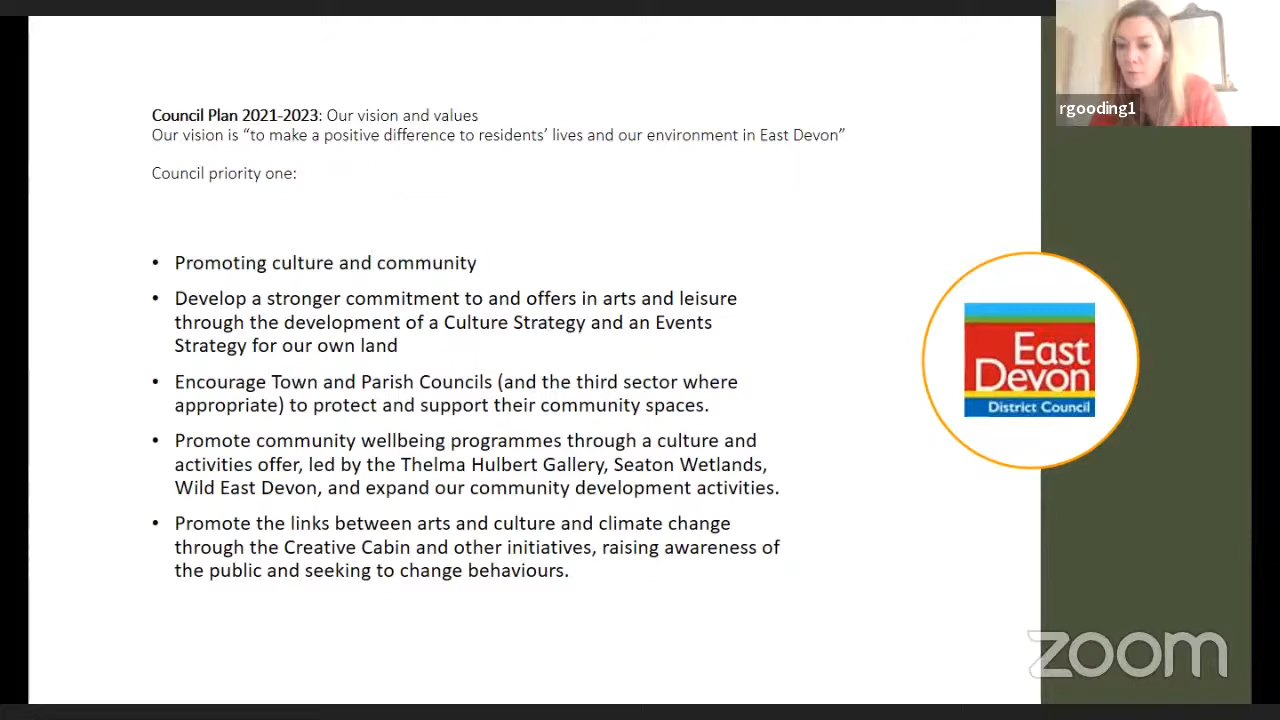 rgooding1
Council Plan 2021-2023: Our vision and values
Our vision is “to make a positive difference to residents’ lives and our environment in East Devon”
Council priority one:
• Promoting culture and community
• Develop a stronger commitment to and offers in arts and leisure
through the development of a Culture Strategy and an Events
Strategy for our own land
• Encourage Town and Parish Councils (and the third sector where
appropriate) to protect and support their community spaces.
• Promote community wellbeing programmes through a culture and
activities offer, led by the Thelma Hulbert Gallery, Seaton Wetlands,
Wild East Devon, and expand our community development activities.
• Promote the links between arts and culture and climate change
through the Creative Cabin and other initiatives, raising awareness of
the public and seeking to change behaviours.
East
Devon
District Council
zoom